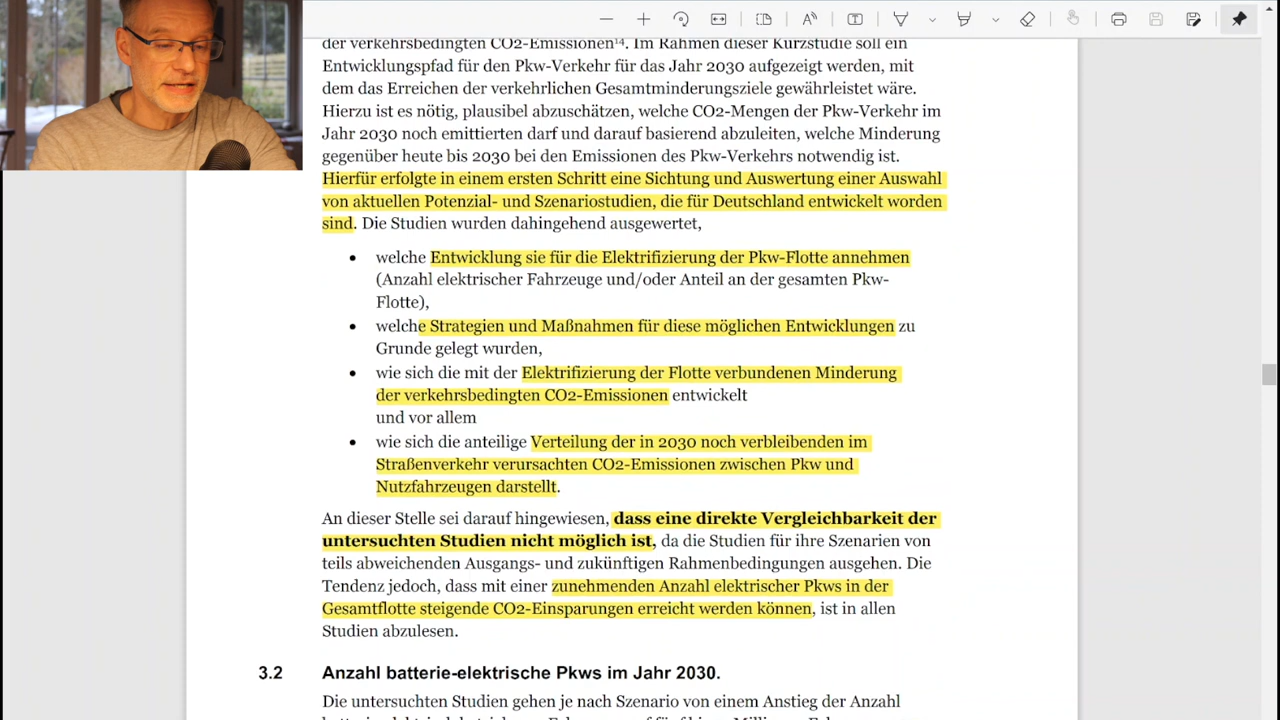 der verkehrsbedingten CO2-Emissionen¹⁴. Im Rahmen dieser Kurzstudie soll ein
Entwicklungspfad für den Pkw-Verkehr für das Jahr 2030 aufgezeigt werden, mit
dem das Erreichen der verkehrlichen Gesamtminderungsziele gewährleistet wäre.
Hierzu ist es nötig, plausibel abzuschätzen, welche CO2-Mengen der Pkw-Verkehr im
Jahr 2030 noch emittierten darf und darauf basierend abzuleiten, welche Minderung
gegenüber heute bis 2030 bei den Emissionen des Pkw-Verkehrs notwendig ist.
Hierfür erfolgte in einem ersten Schritt eine Sichtung und Auswertung einer Auswahl
von aktuellen Potenzial- und Szenariostudien, die für Deutschland entwickelt worden
sind. Die Studien wurden dahingehend ausgewertet,
• welche Entwicklung sie für die Elektrifizierung der Pkw-Flotte annehmen
(Anzahl elektrischer Fahrzeuge und/oder Anteil an der gesamten Pkw-
Flotte),
• welche Strategien und Maßnahmen für diese möglichen Entwicklungen zu
Grunde gelegt wurden,
• wie sich die mit der Elektrifizierung der Flotte verbundenen Minderung
der verkehrsbedingten CO2-Emissionen entwickelt
und vor allem
• wie sich die anteilige Verteilung der in 2030 noch verbleibenden im
Straßenverkehr verursachten CO2-Emissionen zwischen Pkw und
Nutzfahrzeugen darstellt.
An dieser Stelle sei darauf hingewiesen, dass eine direkte Vergleichbarkeit der
untersuchten Studien nicht möglich ist, da die Studien für ihre Szenarien von
teils abweichenden Ausgangs- und zukünftigen Rahmenbedingungen ausgehen. Die
Tendenz jedoch, dass mit einer zunehmenden Anzahl elektrischer Pkws in der
Gesamtflotte steigende CO2-Einsparungen erreicht werden können, ist in allen
Studien abzulesen.
3.2 Anzahl batterie-elektrische Pkws im Jahr 2030.
Die untersuchten Studien gehen je nach Szenario von einem Anstieg der Anzahl